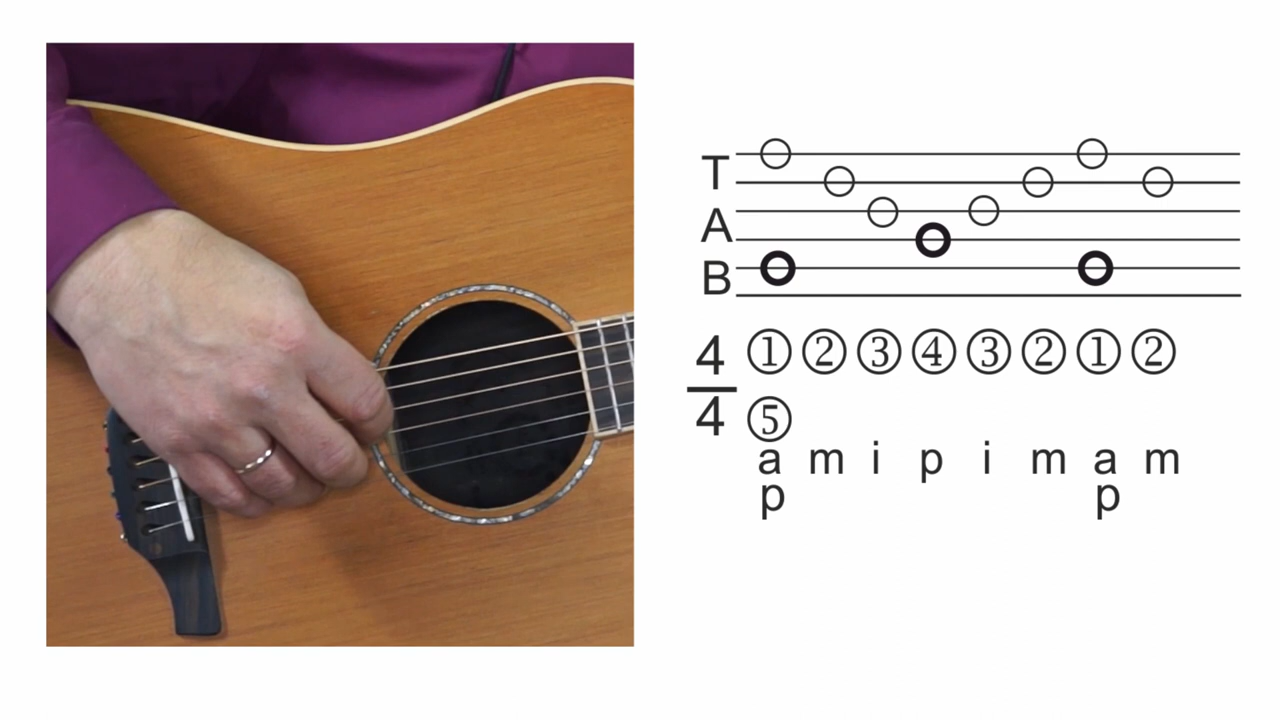 T
A
B
4 ① ② ③ ④ ③ ② ① ②
4 ⑤
a m i p i m a m
p p